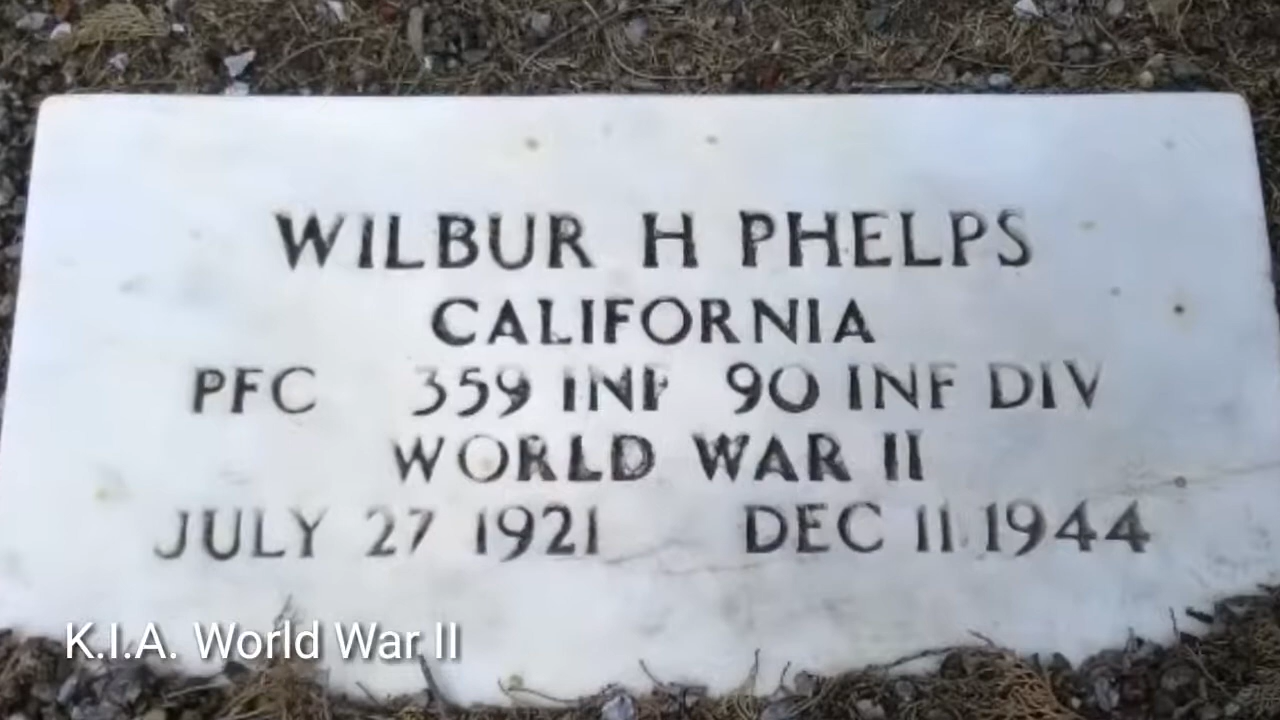 WILBUR H PHELPS
CALIFORNIA
PFC 359 INF 90 INF DIV
WORLD WAR II
JULY 27 1921 DEC 11 1944
K.I.A. World War II